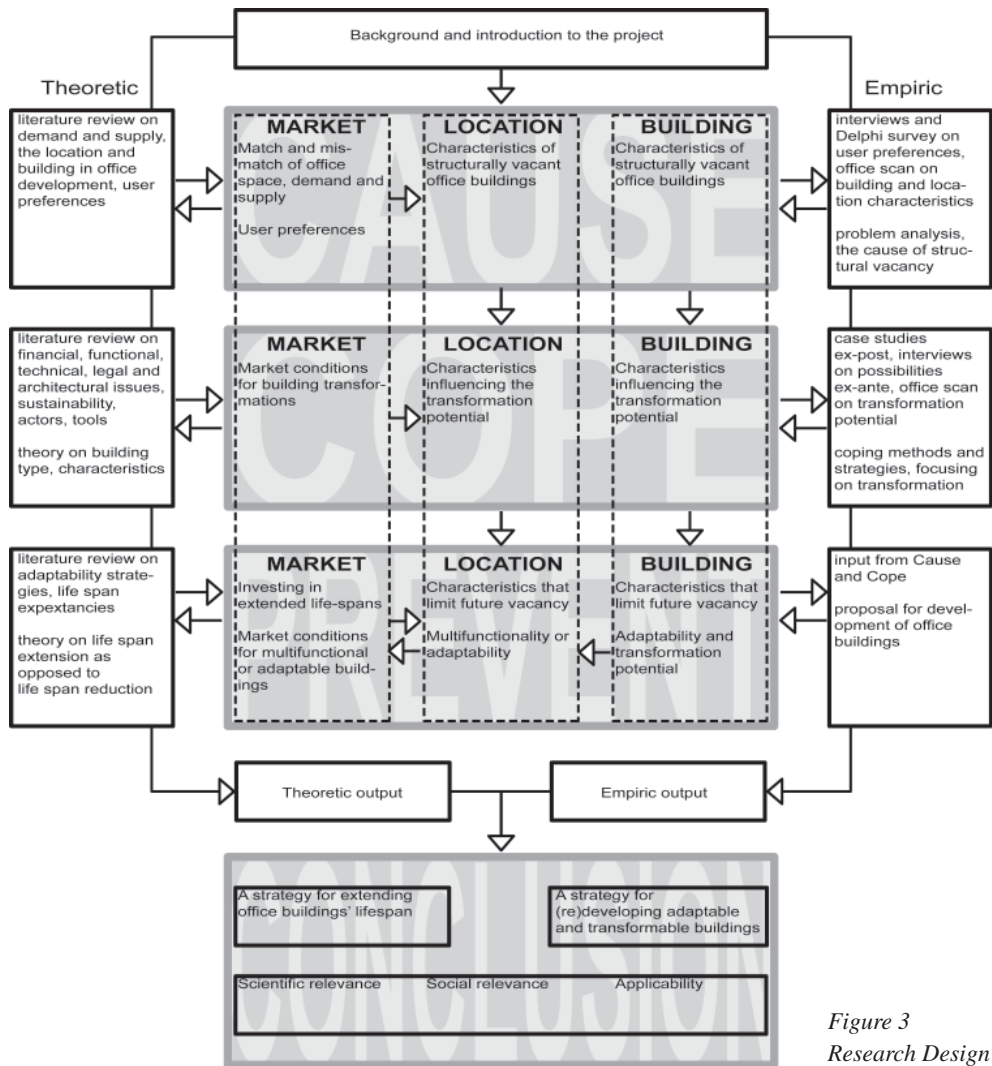 Background and introduction to the project
Theoretic
Empiric
literature review on
demand and supply,
the location and
building in office
development, user
preferences
CAUSE
MARKET
Match and mis-
match of office
space, demand and
supply
User preferences
LOCATION
Characteristics of
structurally vacant
office buildings
BUILDING
Characteristics of
structurally vacant
office buildings
interviews and
Delphi survey on
user preferences,
office scan on
building and loca-
tion characteristics
problem analysis,
the cause of struc-
tural vacancy
literature review on
financial, functional,
technical, legal and
architectural issues,
sustainability,
actors, tools
theory on building
type, characteristics
COPE
MARKET
Market conditions
for building transfor-
mations
LOCATION
Characteristics
influencing the
transformation
potential
BUILDING
Characteristics
influencing the
transformation
potential
case studies
ex-post, interviews
on possibilities
ex-ante, office scan
on transformation
potential
coping methods and
strategies, focusing
on transformation
literature review on
adaptability strate-
gies, life span
expextancies
theory on life span
extension as
opposed to
life span reduction
PREVENT
MARKET
Investing in
extended life-spans
Market conditions
for multifunctional
or adaptable build-
ings
LOCATION
Characteristics that
limit future vacancy
Multifunctionality or
adaptability
BUILDING
Characteristics that
limit future vacancy
Adaptability and
transformation
potential
input from Cause
and Cope
proposal for devel-
opment of office
buildings
Theoretic output
Empiric output
CONCLUSION
A strategy for extending
office buildings' lifespan
A strategy for
(re)developing adaptable
and transformable buildings
Scientific relevance Social relevance Applicability
Figure 3
Research Design